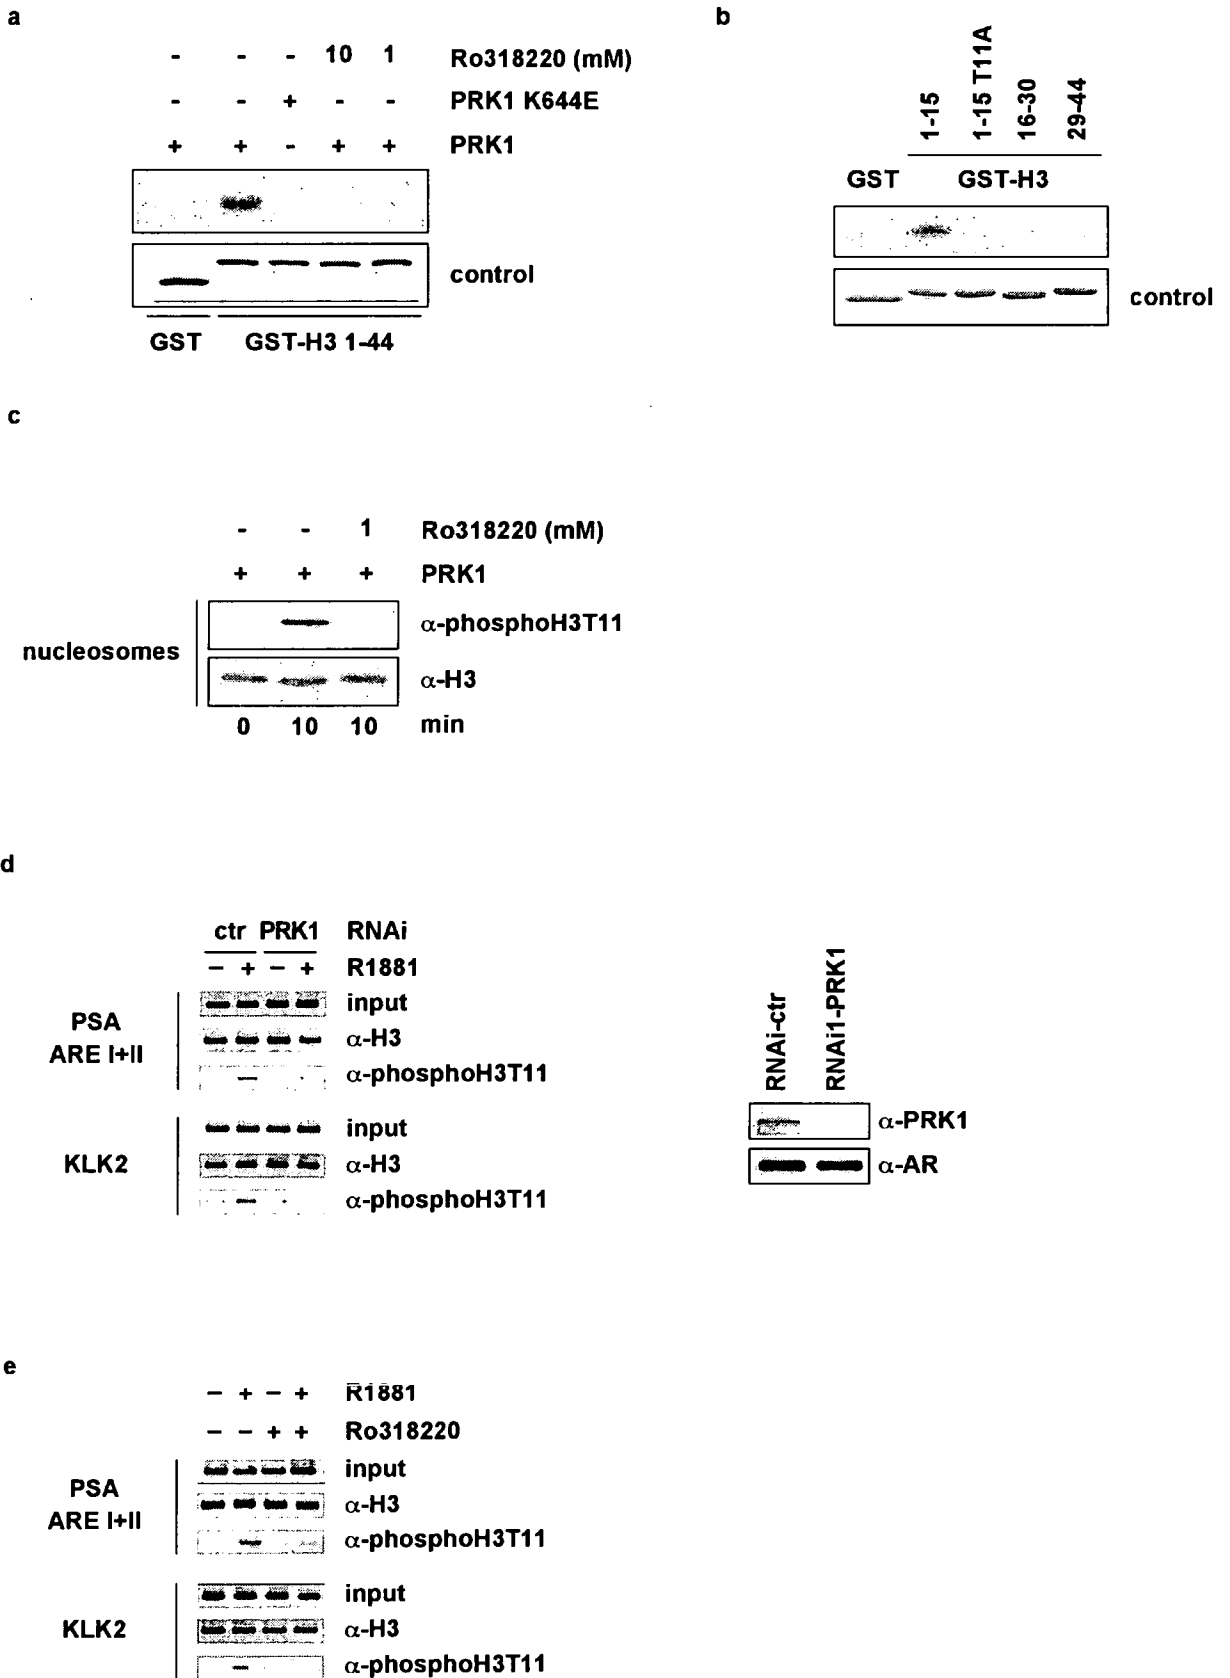 a
- - - 10 1 Ro318220 (mM)
- - + - - PRK1 K644E
+ + - + + PRK1
control
GST GST-H3 1-44
b
1-15 1-15 T11A 16-30 29-44
GST GST-H3
control
c
- - 1 Ro318220 (mM)
+ + + PRK1
α-phosphoH3T11
nucleosomes
α-H3
0 10 10 min
d
ctr PRK1 RNAi
- + - + R1881
PSA
ARE I+II
input
α-H3
α-phosphoH3T11
KLK2
input
α-H3
α-phosphoH3T11
RNAi-ctr RNAi1-PRK1
α-PRK1
α-AR
e
- + - + R1881
- - + + Ro318220
PSA
ARE I+II
input
α-H3
α-phosphoH3T11
KLK2
input
α-H3
α-phosphoH3T11